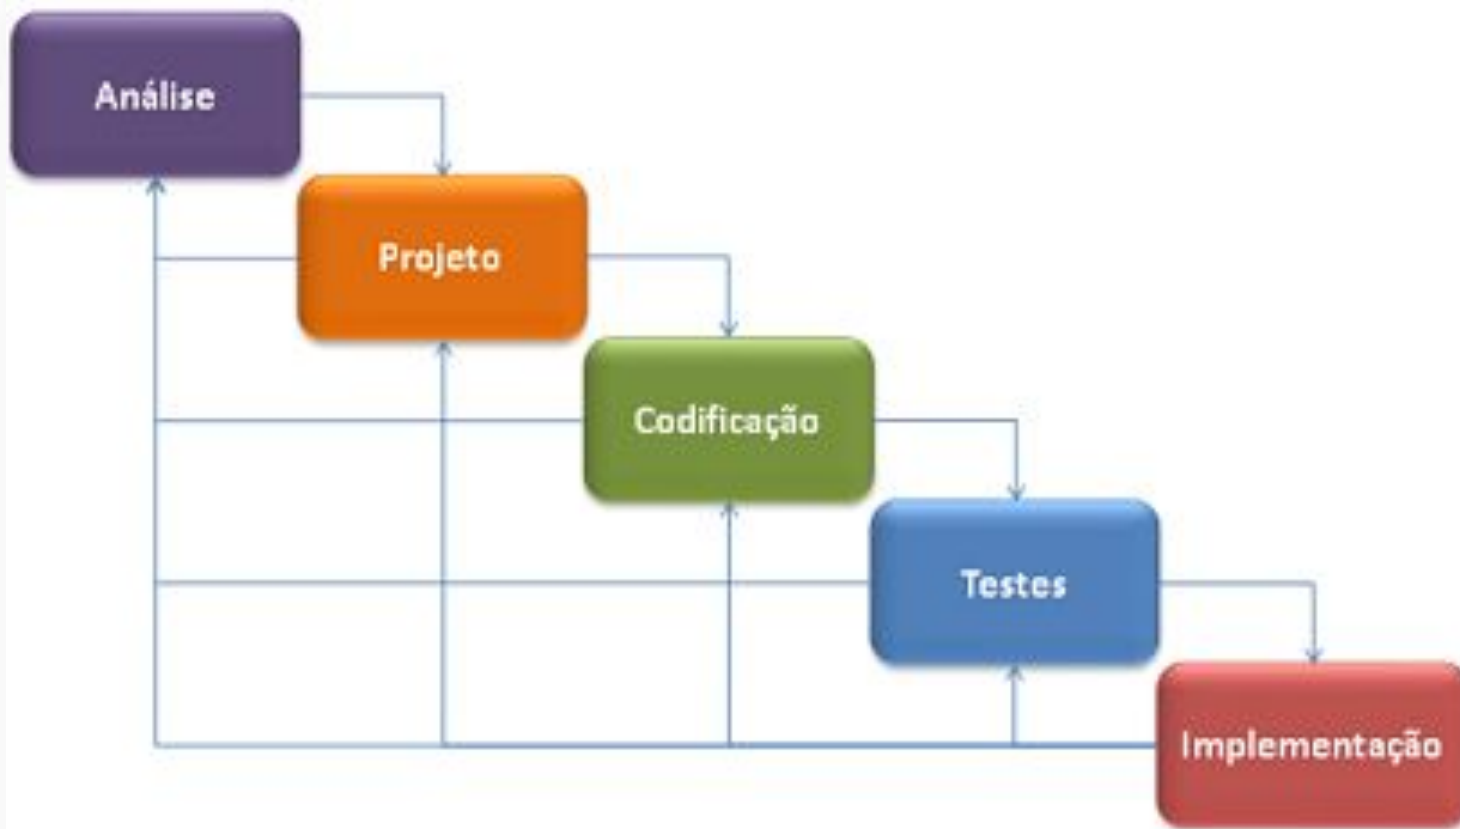 Análise
Projeto
Codificação
Testes
Implementação